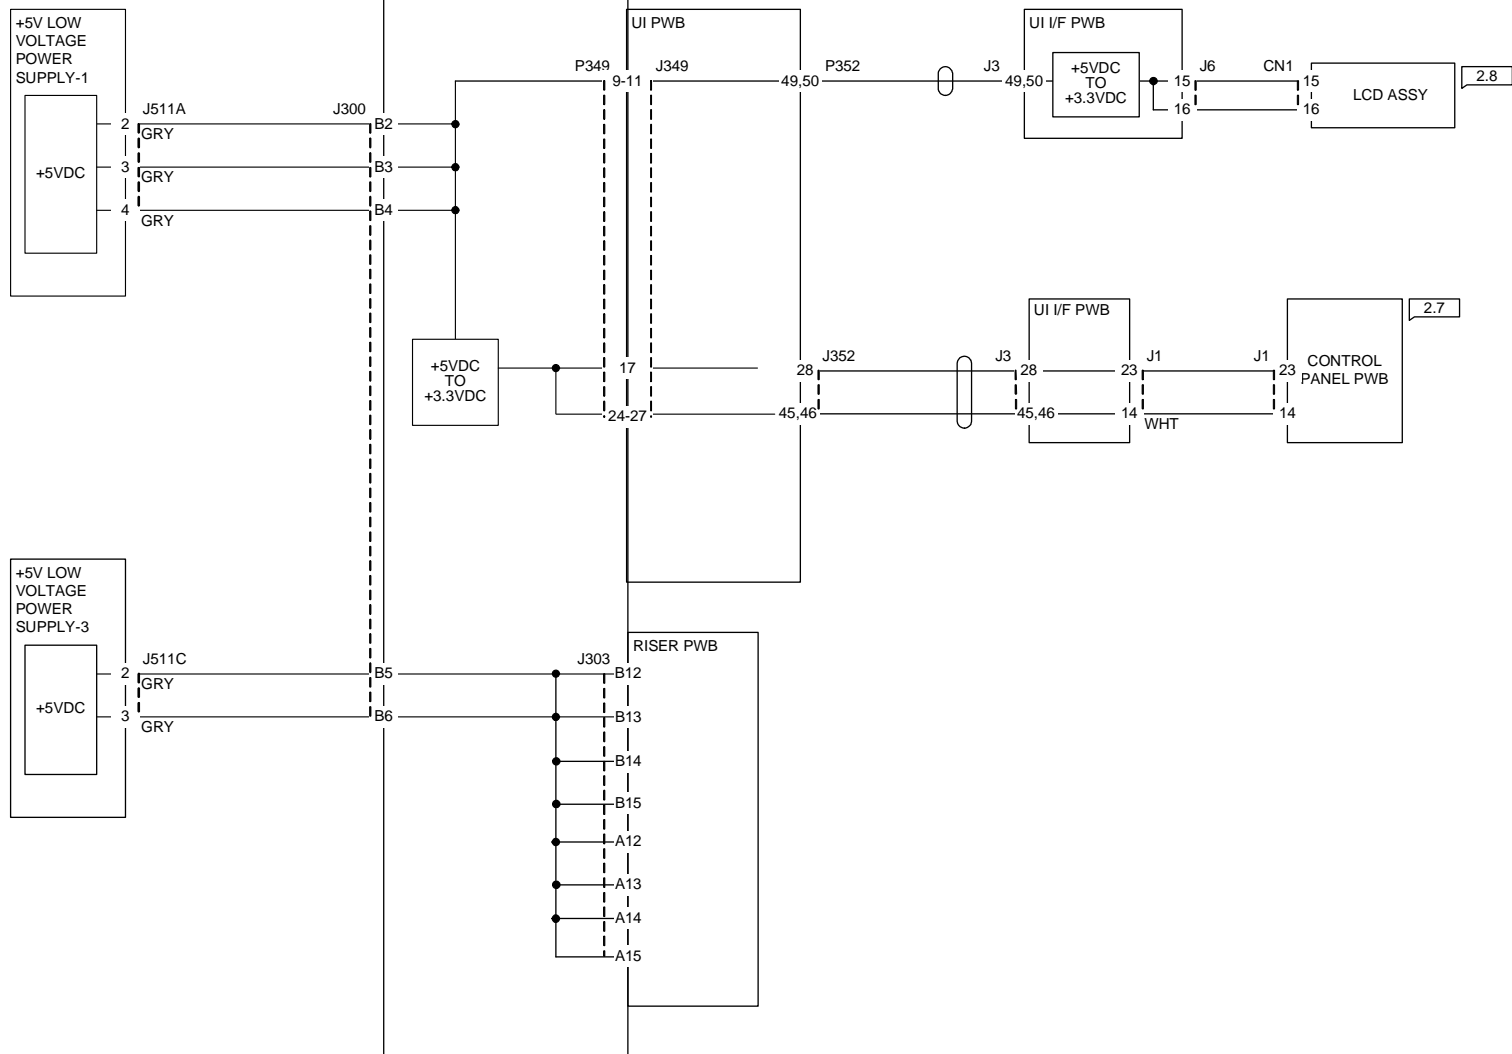 +5V LOW
VOLTAGE
POWER
SUPPLY-1
+5VDC
2
3
4
J511A
GRY
GRY
GRY
J300
B2
B3
B4
+5VDC
TO
+3.3VDC
UI PWB
P349
9-11
J349
49,50
P352
17
24-27
28
J352
45,46
J3
49,50
UI I/F PWB
+5VDC
TO
+3.3VDC
15
16
J6
CN1
15
16
LCD ASSY
2.8
UI I/F PWB
J3
28
45,46
23
14
J1
WHT
J1
23
14
CONTROL
PANEL PWB
2.7
+5V LOW
VOLTAGE
POWER
SUPPLY-3
+5VDC
2
3
J511C
GRY
GRY
B5
B6
J303
RISER PWB
B12
B13
B14
B15
A12
A13
A14
A15